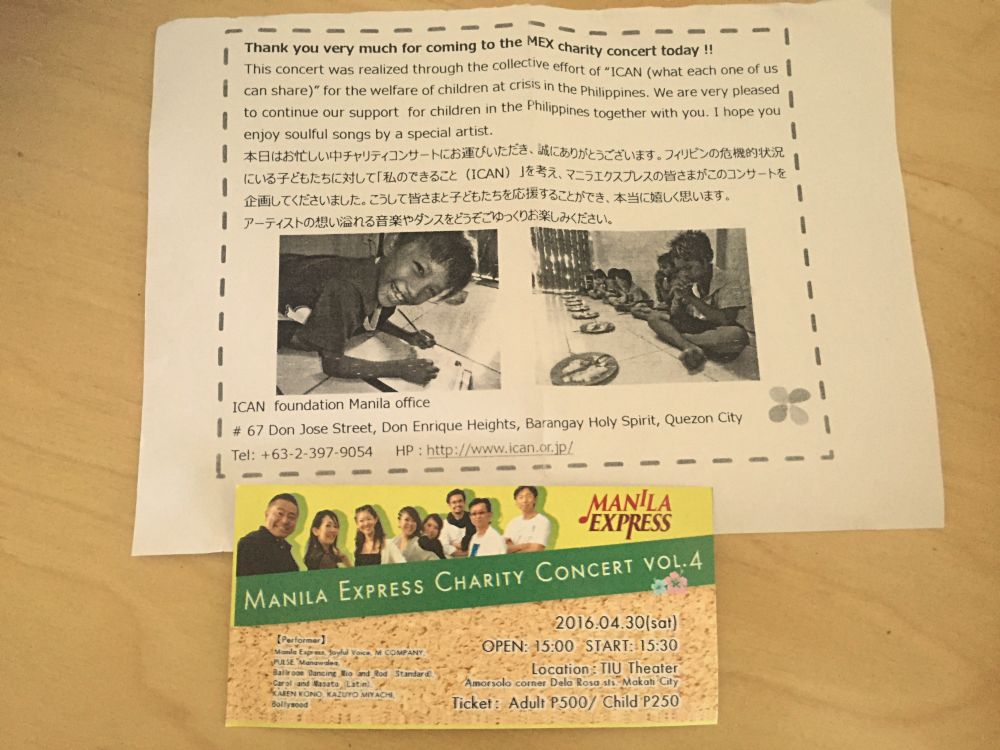 Thank you very much for coming to the MEX charity concert today !!
This concert was realized through the collective effort of "ICAN (what each one of us
can share)" for the welfare of children at crisis in the Philippines. We are very pleased
to continue our support for children in the Philippines together with you. I hope you
enjoy soulful songs by a special artist.
本日はお忙しい中チャリティコンサートにお運びいただき、誠にありがとうございます。フィリピンの危機的状況
にいる子どもたちに対して「私のできること（ICAN）」を考え、マニラエクスプレスの皆さまがこのコンサートを
企画してくださいました。こうして皆さまと子どもたちを応援することができ、本当に嬉しく思います。
アーティストの想い溢れる音楽やダンスをどうぞごゆっくりお楽しみください。
ICAN foundation Manila office
# 67 Don Jose Street, Don Enrique Heights, Barangay Holy Spirit, Quezon City
Tel: +63-2-397-9054 HP : http://www.ican.or.jp/
MANILA
EXPRESS
MANILA EXPRESS CHARITY CONCERT VOL.4
2016.04.30(sat)
OPEN: 15:00 START: 15:30
Location : TIU Theater
Amorsolo corner Dela Rosa sts. Makati City
Ticket : Adult P500/ Child P250
【Performer】
Manila Express, Joyful Voice, M COMPANY,
PULSE, Manawalea,
Ballroom Dancing, Mio and Rod (Standard),
Carol and Masato (Latin),
KAREN KONO, KAZUYO MIYACHI,
Bollywood